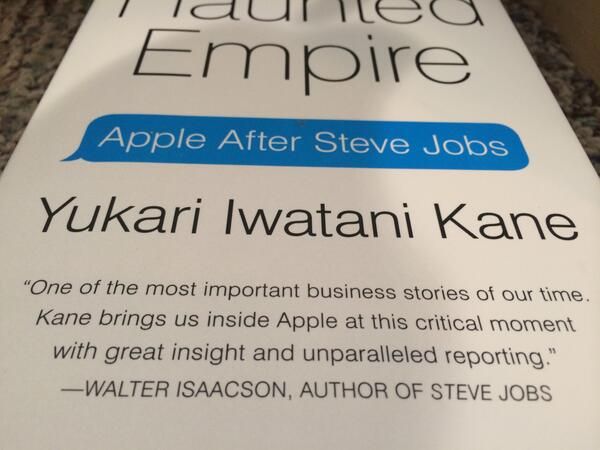 Haunted
Empire
Apple After Steve Jobs
Yukari Iwatani Kane
“One of the most important business stories of our time.
Kane brings us inside Apple at this critical moment
with great insight and unparalleled reporting.”
—WALTER ISAACSON, AUTHOR OF STEVE JOBS